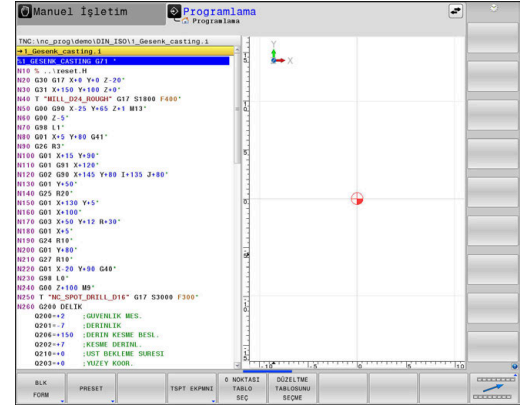 Manuel İşletim
Programlama
Programlama
TNC:\nc_prog\demo\DIN_ISO\1_Gesenk_casting.i
→1_Gesenk_casting.i
%1_GESENK_CASTING G71 *
N10 % ..\reset.H
N20 G30 G17 X+0 Y+0 Z-20*
N30 G31 X+150 Y+100 Z+0*
N40 T "MILL_D24_ROUGH" G17 S1800 F400*
N50 G00 G90 X-25 Y+65 Z+1 M13*
N60 G00 Z-5*
N70 G98 L1*
N80 G01 X+5 Y+80 G41*
N90 G26 R3*
N100 G01 X+15 Y+90*
N110 G01 G91 X+120*
N120 G02 G90 X+145 Y+80 I+135 J+80*
N130 G01 Y+50*
N140 G25 R20*
N150 G01 X+130 Y+5*
N160 G01 X+100*
N170 G03 X+50 Y+12 R+30*
N180 G01 X+5*
N190 G24 R10*
N200 G01 Y+80*
N210 G27 R10*
N220 G01 X-20 Y+90 G40*
N230 G98 L0*
N240 G00 Z+100 M9*
N250 T "NC_SPOT_DRILL_D16" G17 S3000 F300*
N260 G200 DELIK
Q200=+2 ;GUVENLIK MES.
Q201=-7 ;DERINLIK
Q206=+150 ;DERIN KESME BESL.
Q202=+7 ;KESME DERINL.
Q210=+0 ;UST BEKLEME SURESI
Q203=+0 ;YUZEY KOOR.
Y
X
BLK FORM
PRESET
TSPT EKPMNI
0 NOKTASI TABLO SEÇ
DÜZELTME TABLOSUNU SEÇME